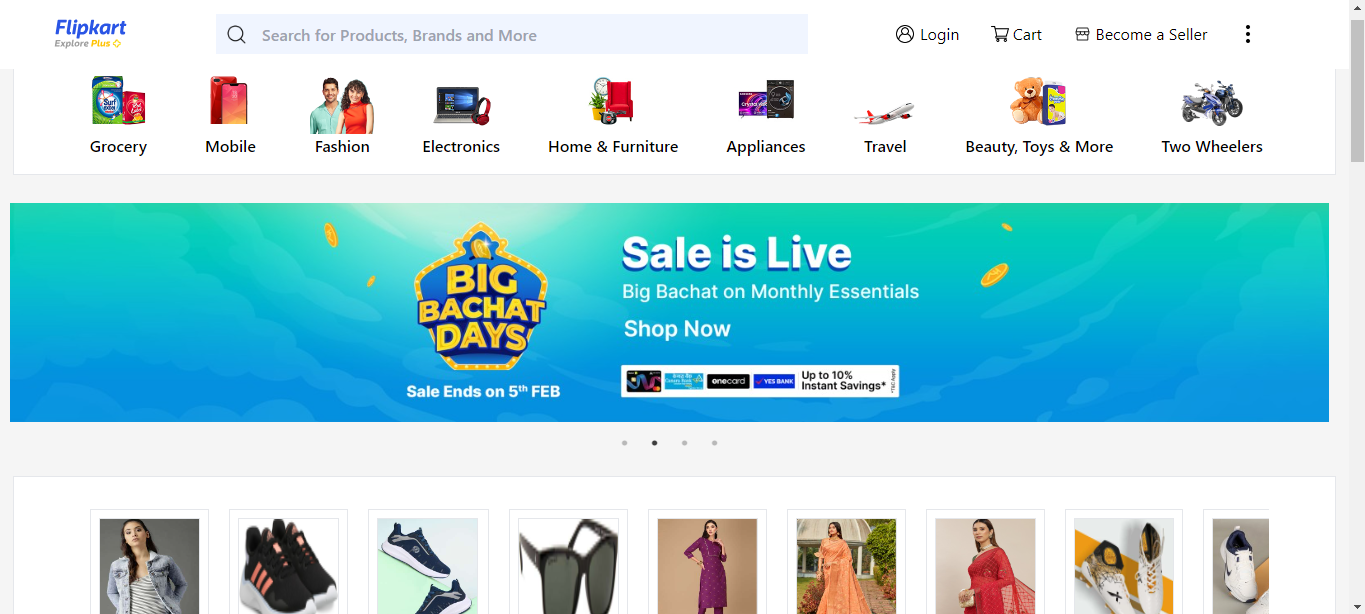 Flipkart
Explore Plus
Search for Products, Brands and More
Login
Cart
Become a Seller
Grocery
Mobile
Fashion
Electronics
Home & Furniture
Appliances
Travel
Beauty, Toys & More
Two Wheelers
BIG
BACHAT
DAYS
Sale Ends on 5th FEB
Sale is Live
Big Bachat on Monthly Essentials
Shop Now
onecard
YES BANK
Up to 10%
Instant Savings*
*T&C Apply